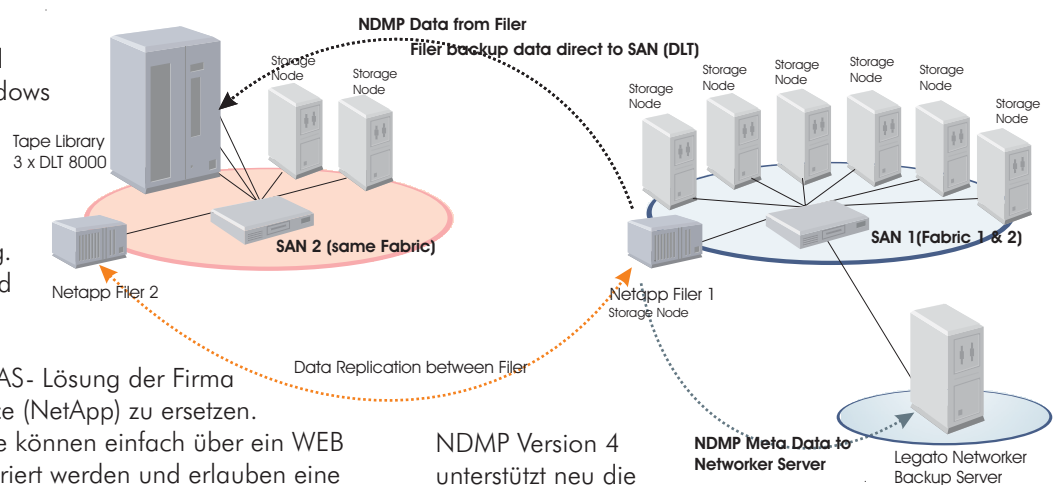 NDMP Data from Filer
Filer backup data direct to SAN (DLT)
dows
Tape Library
3 x DLT 8000
Storage
Node
Storage
Node
Storage
Node
Storage
Node
Storage
Node
Storage
Node
Storage
Node
Storage
Node
SAN 2 (same Fabric)
SAN 1(Fabric 1 & 2)
g.
d
Netapp Filer 2
Netapp Filer 1
Storage Node
Data Replication between Filer
AS- Lösung der Firma
e (NetApp) zu ersetzen.
e können einfach über ein WEB
riert werden und erlauben eine
NDMP Version 4
unterstützt neu die
NDMP Meta Data to
Networker Server
Legato Networker
Backup Server